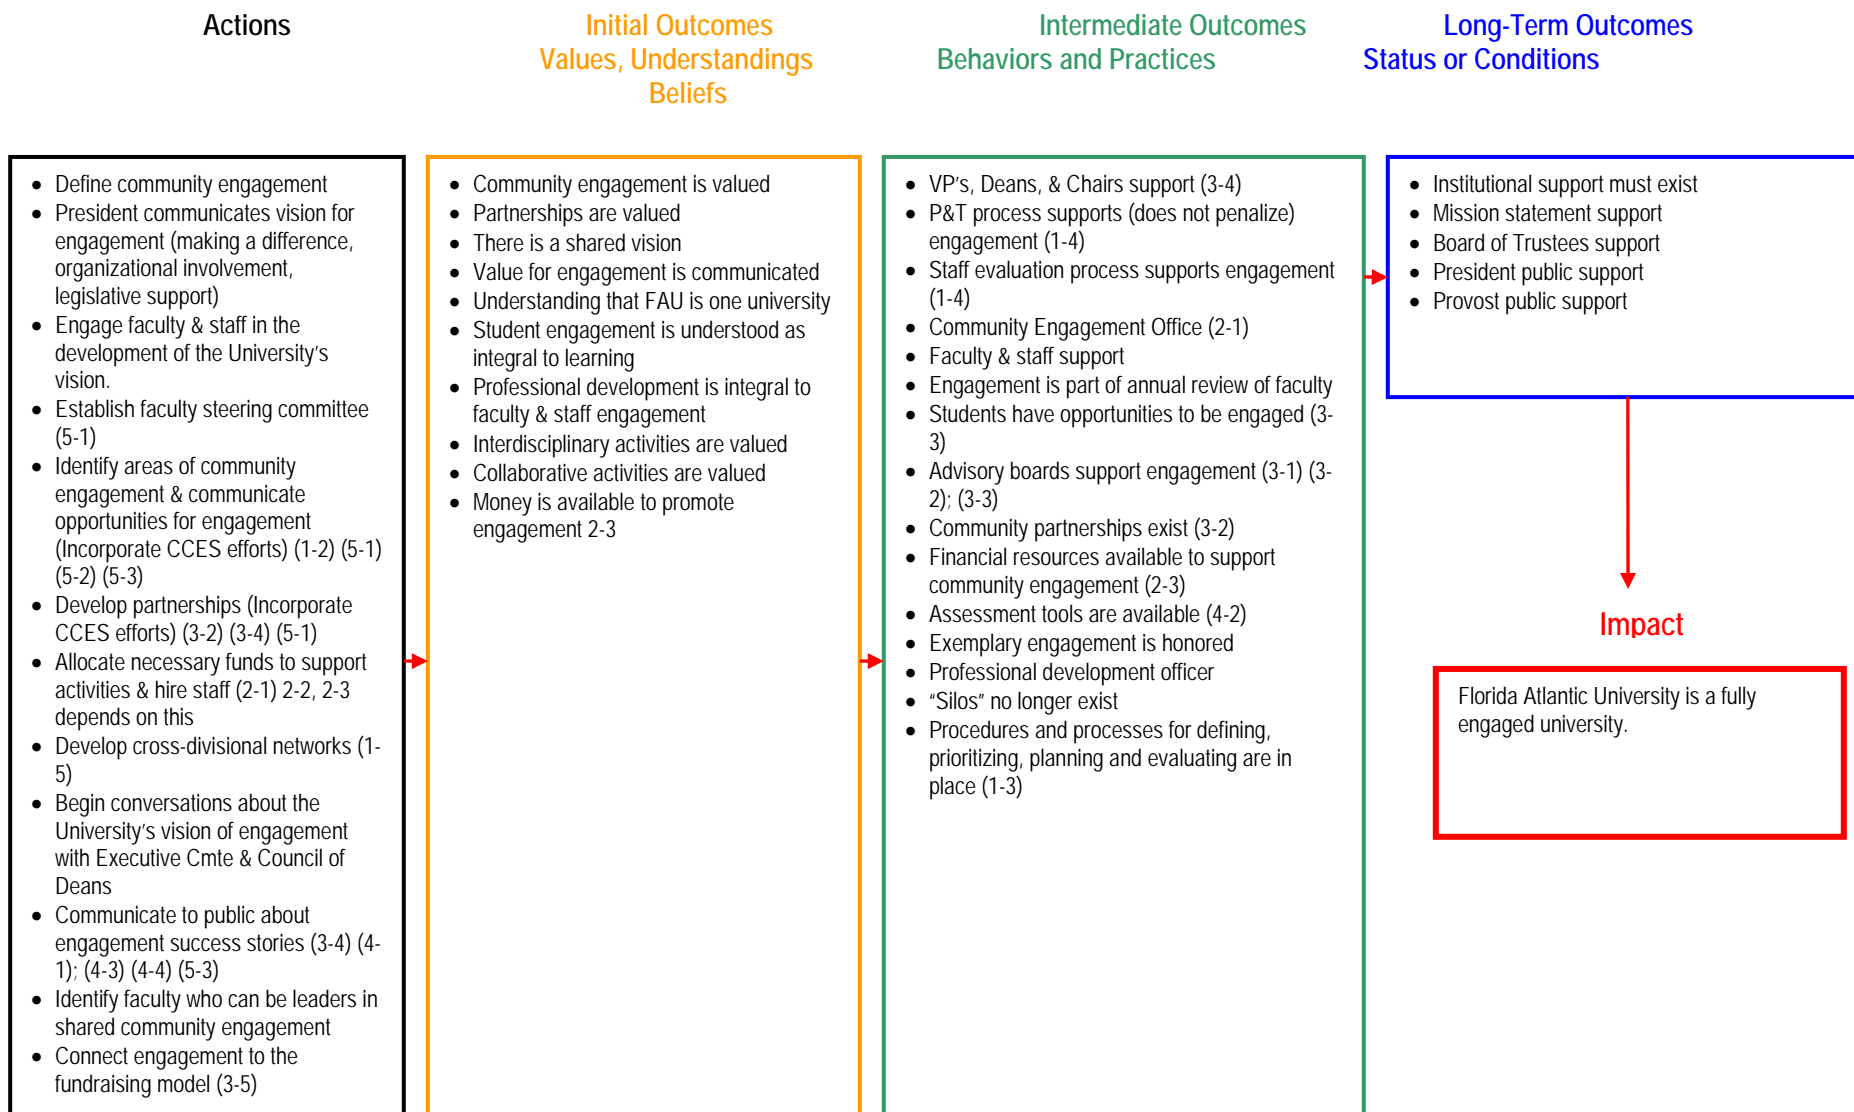 Actions
Initial Outcomes
Values, Understandings
Beliefs
Intermediate Outcomes
Behaviors and Practices
Long-Term Outcomes
Status or Conditions
• Define community engagement
• President communicates vision for
engagement (making a difference,
organizational involvement,
legislative support)
• Engage faculty & staff in the
development of the University's
vision.
• Establish faculty steering committee
(5-1)
• Identify areas of community
engagement & communicate
opportunities for engagement
(Incorporate CCES efforts) (1-2) (5-1)
(5-2) (5-3)
• Develop partnerships (Incorporate
CCES efforts) (3-2) (3-4) (5-1)
• Allocate necessary funds to support
activities & hire staff (2-1) 2-2, 2-3
depends on this
• Develop cross-divisional networks (1-
5)
• Begin conversations about the
University's vision of engagement
with Executive Cmte & Council of
Deans
• Communicate to public about
engagement success stories (3-4) (4-
1); (4-3) (4-4) (5-3)
• Identify faculty who can be leaders in
shared community engagement
• Connect engagement to the
fundraising model (3-5)
• Community engagement is valued
• Partnerships are valued
• There is a shared vision
• Value for engagement is communicated
• Understanding that FAU is one university
• Student engagement is understood as
integral to learning
• Professional development is integral to
faculty & staff engagement
• Interdisciplinary activities are valued
• Collaborative activities are valued
• Money is available to promote
engagement 2-3
• VP's, Deans, & Chairs support (3-4)
• P&T process supports (does not penalize)
engagement (1-4)
• Staff evaluation process supports engagement
(1-4)
• Community Engagement Office (2-1)
• Faculty & staff support
• Engagement is part of annual review of faculty
• Students have opportunities to be engaged (3-
3)
• Advisory boards support engagement (3-1) (3-
2); (3-3)
• Community partnerships exist (3-2)
• Financial resources available to support
community engagement (2-3)
• Assessment tools are available (4-2)
• Exemplary engagement is honored
• Professional development officer
• “Silos” no longer exist
• Procedures and processes for defining,
prioritizing, planning and evaluating are in
place (1-3)
• Institutional support must exist
• Mission statement support
• Board of Trustees support
• President public support
• Provost public support
Impact
Florida Atlantic University is a fully
engaged university.